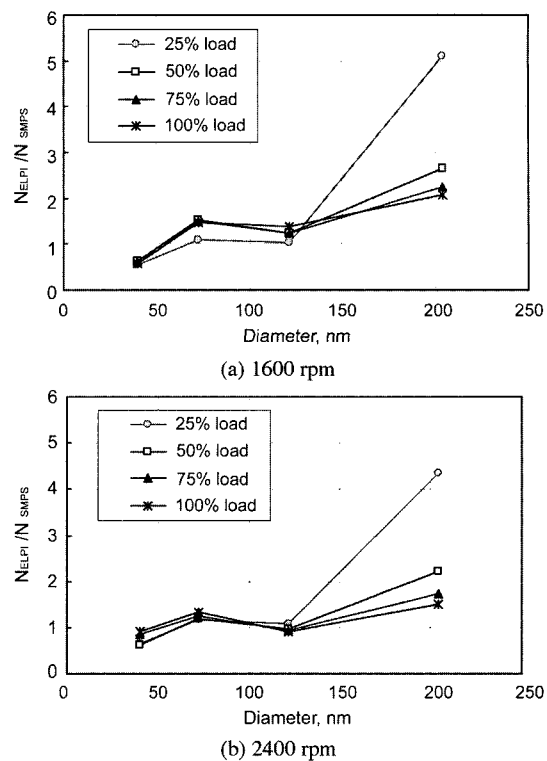 6
5
4
3
2
1
0
N ELPI /N SMPS
25% load
50% load
75% load
100% load
0 50 100 150 200 250
Diameter, nm
(a) 1600 rpm
6
5
4
3
2
1
0
N ELPI /N SMPS
25% load
50% load
75% load
100% load
0 50 100 150 200 250
Diameter, nm
(b) 2400 rpm